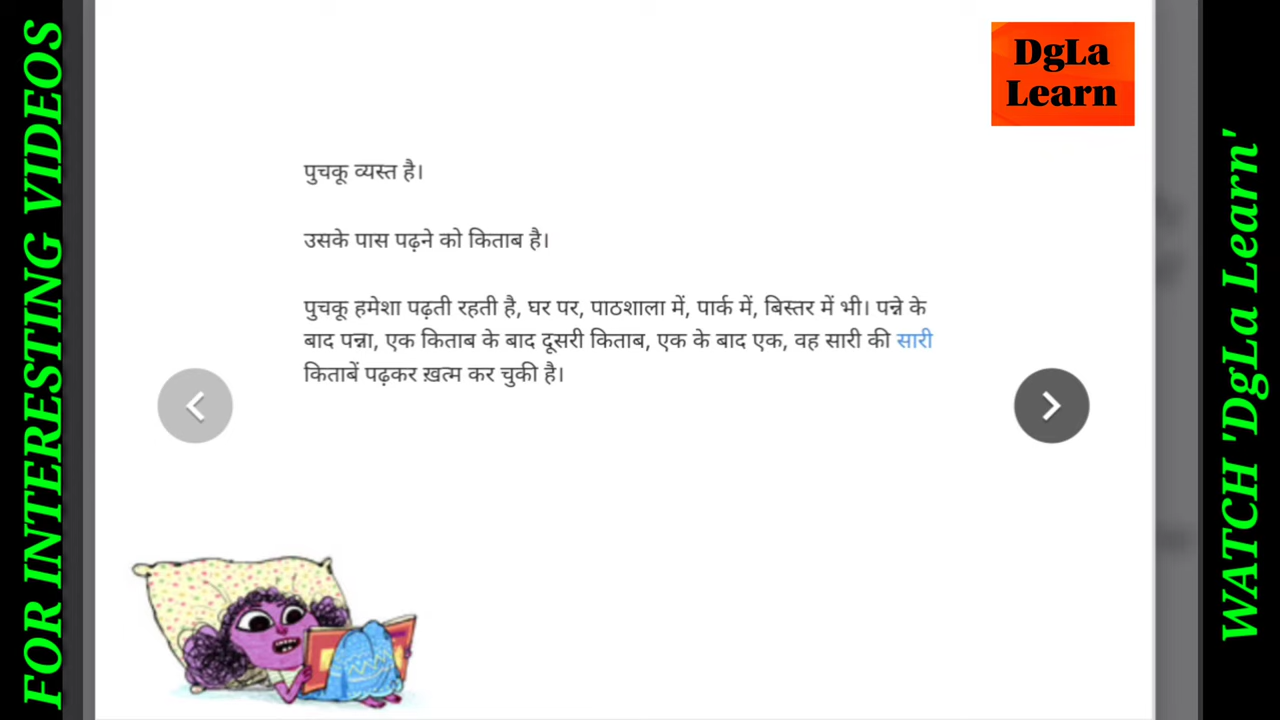 FOR INTERESTING VIDEOS
DgLa
Learn
पुचकू व्यस्त है।
उसके पास पढ़ने को किताब है।
पुचकू हमेशा पढ़ती रहती है, घर पर, पाठशाला में, पार्क में, बिस्तर में भी। पन्ने के
बाद पन्ना, एक किताब के बाद दूसरी किताब, एक के बाद एक, वह सारी की सारी
किताबें पढ़कर ख़त्म कर चुकी है।
WATCH 'DgLa Learn'